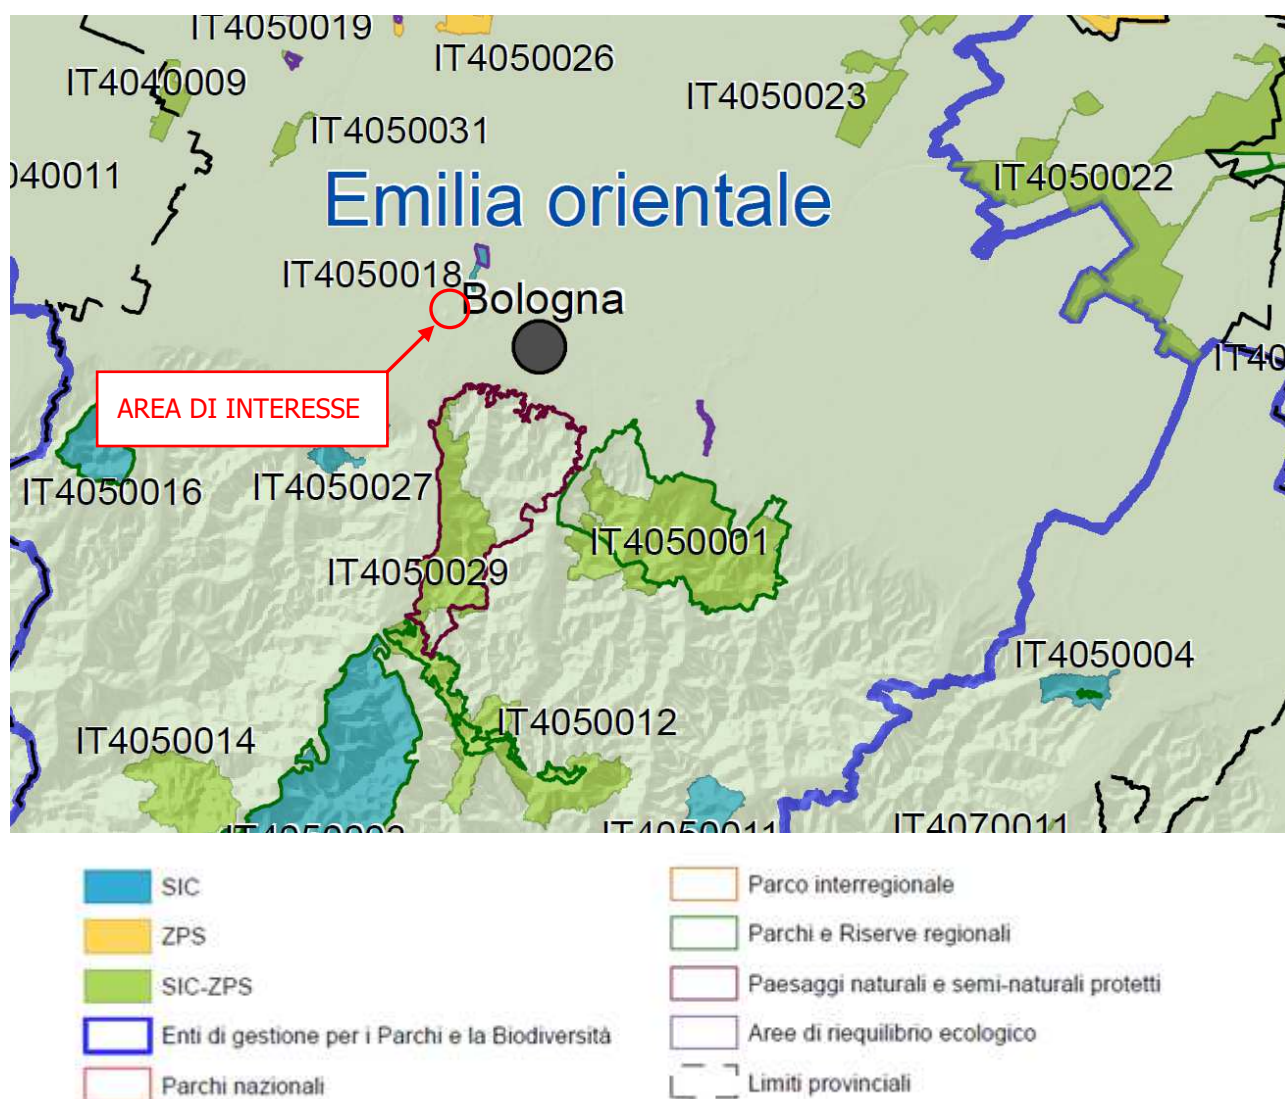 IT4050019
IT4050026
IT4040009
IT4050023
IT4050031
040011
IT4050022
Emilia orientale
IT4050018
Bologna
IT40
AREA DI INTERESSE
IT4050016
IT4050027
IT4050001
IT4050029
IT4050004
IT4050012
IT4050014
IT4050011
IT4070011
SIC
ZPS
SIC-ZPS
Enti di gestione per i Parchi e la Biodiversità
Parchi nazionali
Parco interregionale
Parchi e Riserve regionali
Paesaggi naturali e semi-naturali protetti
Aree di riequilibrio ecologico
Limiti provinciali